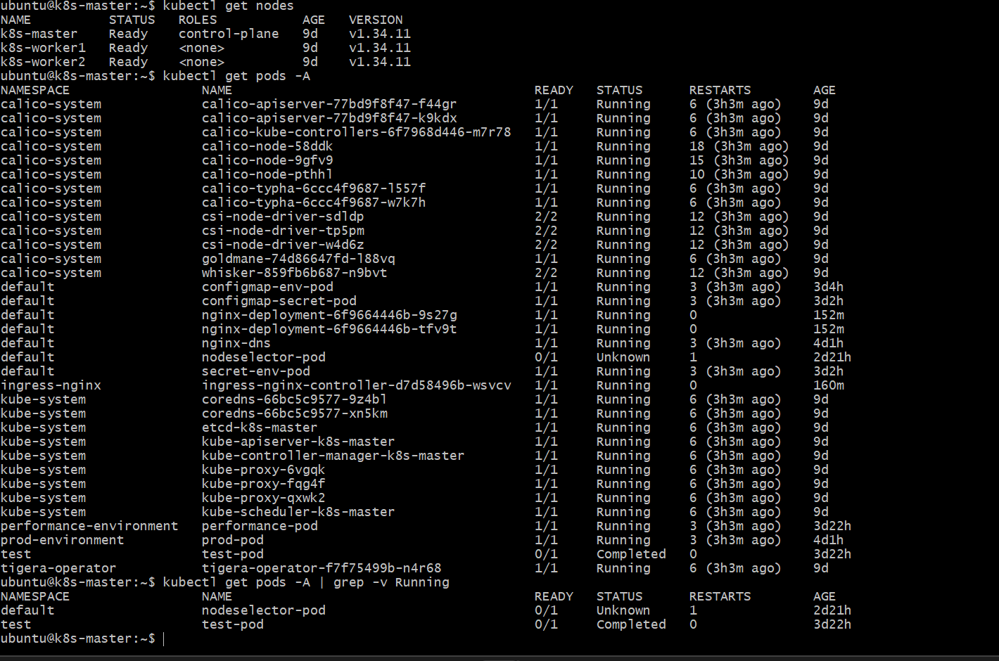 ubuntu@k8s-master:~$ kubectl get nodes
NAME          STATUS   ROLES           AGE   VERSION
k8s-master    Ready    control-plane   9d    v1.34.11
k8s-worker1   Ready    <none>          9d    v1.34.11
k8s-worker2   Ready    <none>          9d    v1.34.11
ubuntu@k8s-master:~$ kubectl get pods -A
NAMESPACE                 NAME                                       READY   STATUS      RESTARTS        AGE
calico-system             calico-apiserver-77bd9f8f47-f44gr          1/1     Running     6 (3h3m ago)    9d
calico-system             calico-apiserver-77bd9f8f47-k9kdx          1/1     Running     6 (3h3m ago)    9d
calico-system             calico-kube-controllers-6f7968d446-m7r78   1/1     Running     6 (3h3m ago)    9d
calico-system             calico-node-58ddk                          1/1     Running     18 (3h3m ago)   9d
calico-system             calico-node-9gfv9                          1/1     Running     15 (3h3m ago)   9d
calico-system             calico-node-pthhl                          1/1     Running     10 (3h3m ago)   9d
calico-system             calico-typha-6ccc4f9687-l557f              1/1     Running     6 (3h3m ago)    9d
calico-system             calico-typha-6ccc4f9687-w7k7h              1/1     Running     6 (3h3m ago)    9d
calico-system             csi-node-driver-sdldp                      2/2     Running     12 (3h3m ago)   9d
calico-system             csi-node-driver-tp5pm                      2/2     Running     12 (3h3m ago)   9d
calico-system             csi-node-driver-w4d6z                      2/2     Running     12 (3h3m ago)   9d
calico-system             goldmane-74d86647fd-l88vq                  1/1     Running     6 (3h3m ago)    9d
calico-system             whisker-859fb6b687-n9bvt                   2/2     Running     12 (3h3m ago)   9d
default                   configmap-env-pod                          1/1     Running     3 (3h3m ago)    3d4h
default                   configmap-secret-pod                       1/1     Running     3 (3h3m ago)    3d2h
default                   nginx-deployment-6f9664446b-9s27g          1/1     Running     0               152m
default                   nginx-deployment-6f9664446b-tfv9t          1/1     Running     0               152m
default                   nginx-dns                                  1/1     Running     3 (3h3m ago)    4d1h
default                   nodeselector-pod                           0/1     Unknown     1               2d21h
default                   secret-env-pod                             1/1     Running     3 (3h3m ago)    3d2h
ingress-nginx             ingress-nginx-controller-d7d58496b-wsvcv   1/1     Running     0               160m
kube-system               coredns-66bc5c9577-9z4bl                   1/1     Running     6 (3h3m ago)    9d
kube-system               coredns-66bc5c9577-xn5km                   1/1     Running     6 (3h3m ago)    9d
kube-system               etcd-k8s-master                            1/1     Running     6 (3h3m ago)    9d
kube-system               kube-apiserver-k8s-master                  1/1     Running     6 (3h3m ago)    9d
kube-system               kube-controller-manager-k8s-master         1/1     Running     6 (3h3m ago)    9d
kube-system               kube-proxy-6vgqk                           1/1     Running     6 (3h3m ago)    9d
kube-system               kube-proxy-fqg4f                           1/1     Running     6 (3h3m ago)    9d
kube-system               kube-proxy-qxwk2                           1/1     Running     6 (3h3m ago)    9d
kube-system               kube-scheduler-k8s-master                  1/1     Running     6 (3h3m ago)    9d
performance-environment   performance-pod                            1/1     Running     3 (3h3m ago)    3d22h
prod-environment          prod-pod                                   1/1     Running     3 (3h3m ago)    4d1h
test                      test-pod                                   0/1     Completed   0               3d22h
tigera-operator           tigera-operator-f7f75499b-n4r68            1/1     Running     6 (3h3m ago)    9d
ubuntu@k8s-master:~$ kubectl get pods -A | grep -v Running
NAMESPACE                 NAME                                       READY   STATUS      RESTARTS        AGE
default                   nodeselector-pod                           0/1     Unknown     1               2d21h
test                      test-pod                                   0/1     Completed   0               3d22h
ubuntu@k8s-master:~$